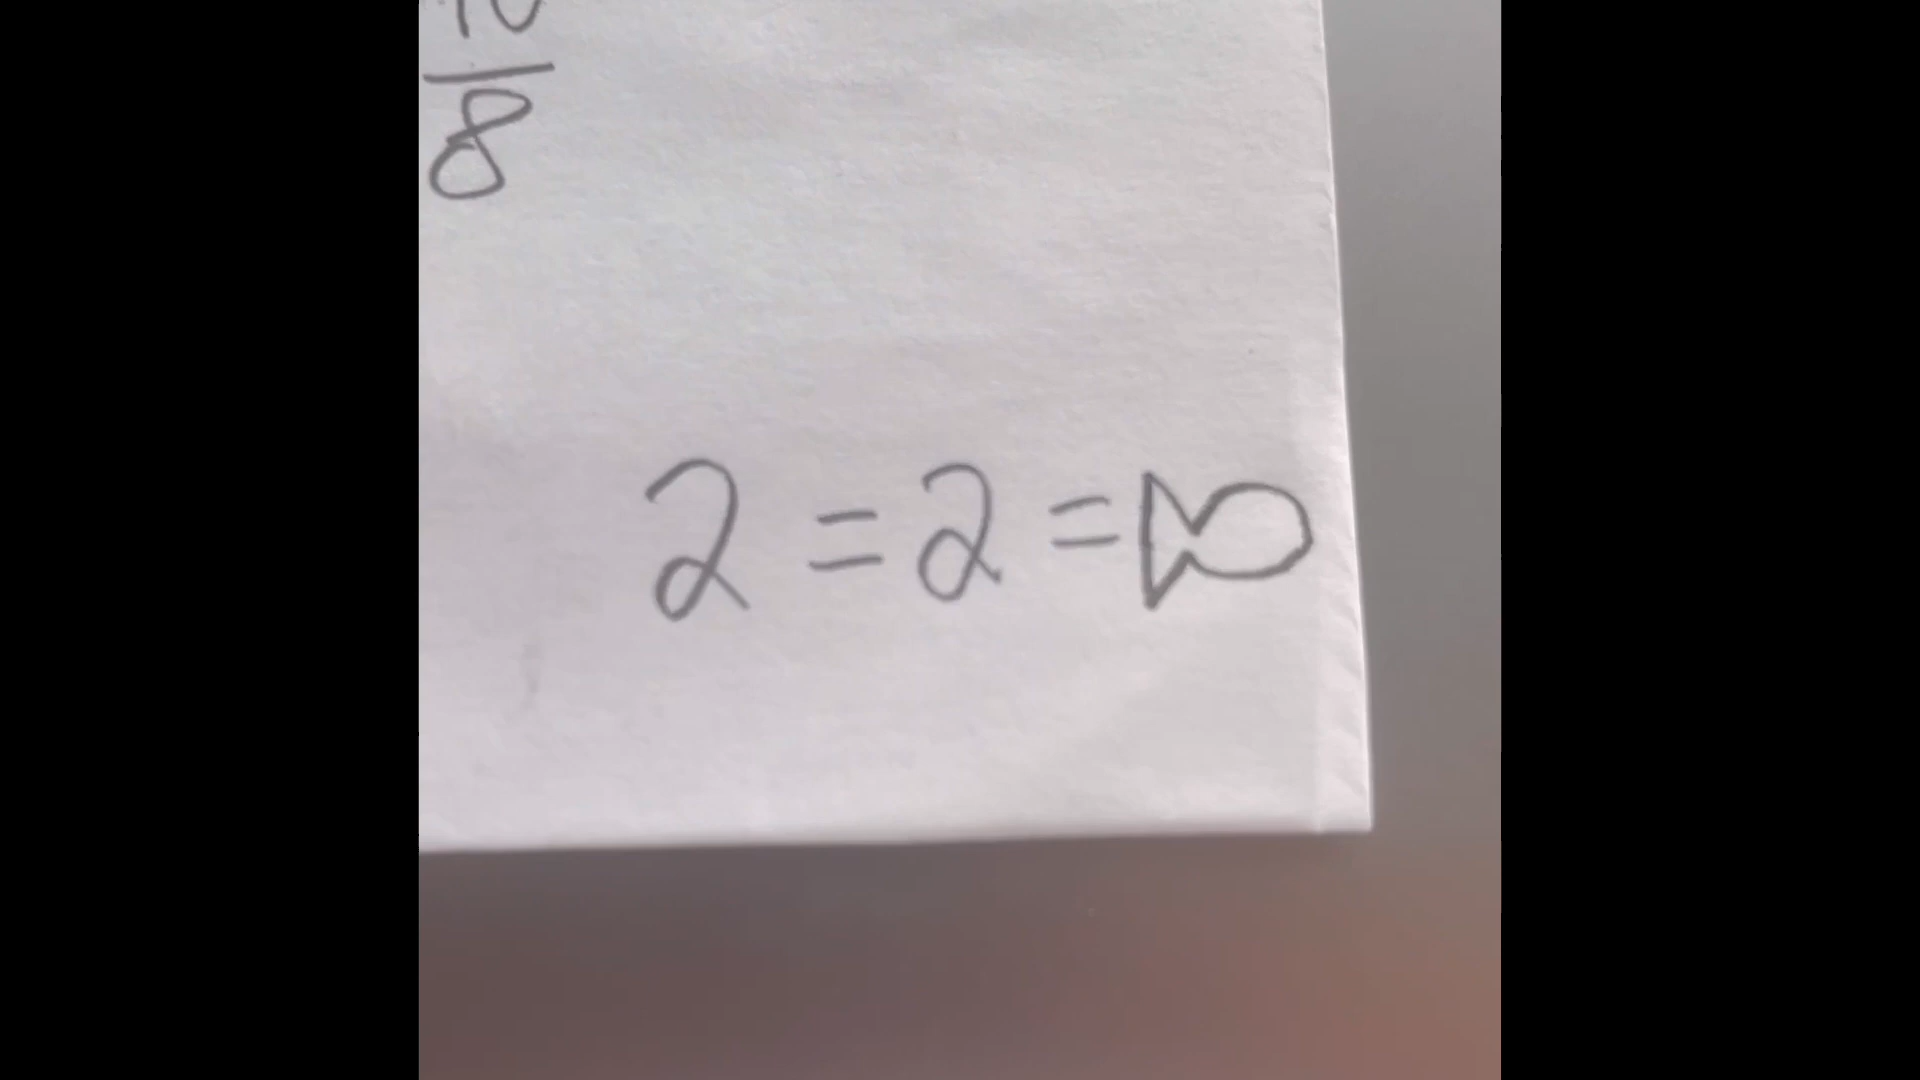 8
2 = 2 =